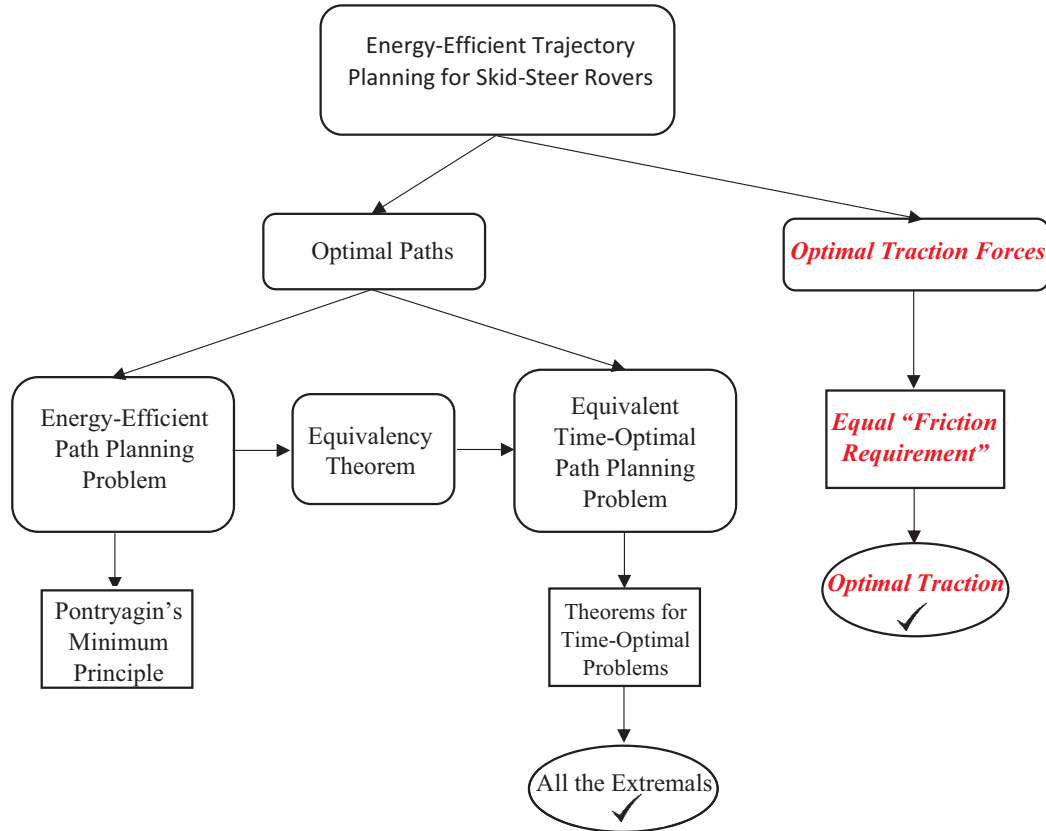 Energy-Efficient Trajectory
Planning for Skid-Steer Rovers
Optimal Paths
Optimal Traction Forces
Energy-Efficient
Path Planning
Problem
Equivalency
Theorem
Equivalent
Time-Optimal
Path Planning
Problem
Equal “Friction
Requirement”
Pontryagin’s
Minimum
Principle
Theorems for
Time-Optimal
Problems
Optimal Traction
All the Extremals